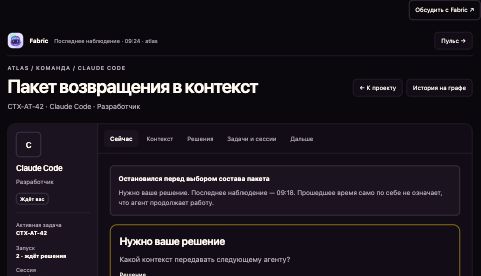 Обсудить с Fabric ↗
Fabric Последнее наблюдение · 09:24 · atlas
Пульс →
ATLAS / КОМАНДА / CLAUDE CODE
Пакет возвращения в контекст
← К проекту
История на графе
CTX-AT-42 · Claude Code · Разработчик
C
Claude Code
Разработчик
Ждёт вас
Активная задача
CTX-AT-42
Запуск
2 · ждёт решения
Сессия
Сейчас Контекст Решения Задачи и сессии Дальше
Остановился перед выбором состава пакета
Нужно ваше решение. Последнее наблюдение — 09:18. Прошедшее время само по себе не означает,
что агент продолжает работу.
Нужно ваше решение
Какой контекст передавать следующему агенту?
Решение